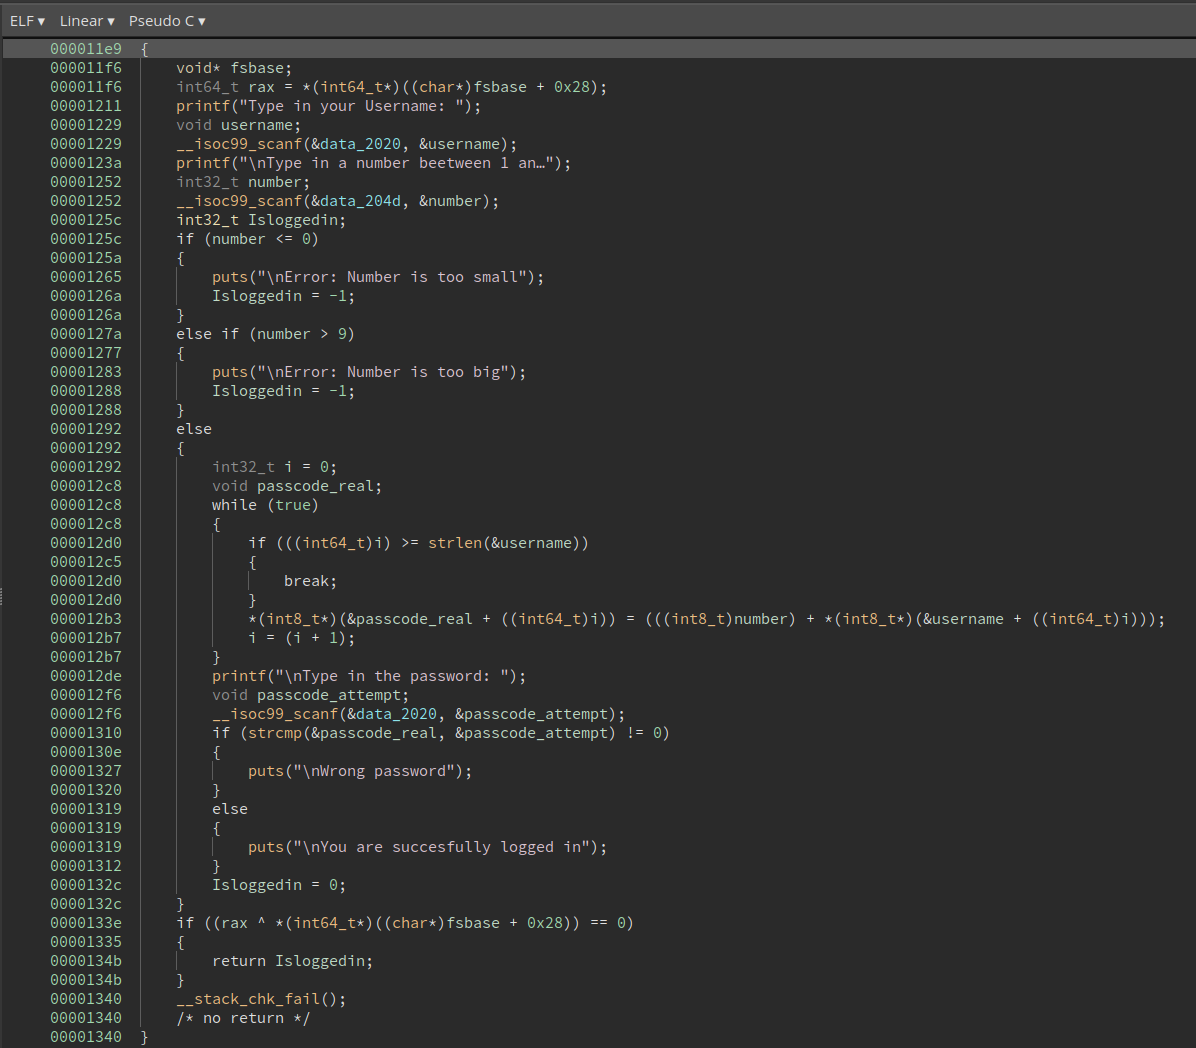 ELF ▾ Linear ▾ Pseudo C ▾
000011e9 {
000011f6     void* fsbase;
000011f6     int64_t rax = *(int64_t*)((char*)fsbase + 0x28);
00001211     printf("Type in your Username: ");
00001229     void username;
00001229     __isoc99_scanf(&data_2020, &username);
0000123a     printf("\nType in a number beetween 1 an…");
00001252     int32_t number;
00001252     __isoc99_scanf(&data_204d, &number);
0000125c     int32_t Isloggedin;
0000125c     if (number <= 0)
0000125a     {
00001265         puts("\nError: Number is too small");
0000126a         Isloggedin = -1;
0000126a     }
0000127a     else if (number > 9)
00001277     {
00001283         puts("\nError: Number is too big");
00001288         Isloggedin = -1;
00001288     }
00001292     else
00001292     {
00001292         int32_t i = 0;
000012c8         void passcode_real;
000012c8         while (true)
000012c8         {
000012d0             if (((int64_t)i) >= strlen(&username))
000012c5             {
000012d0                 break;
000012d0             }
000012b3             *(int8_t*)(&passcode_real + ((int64_t)i)) = (((int8_t)number) + *(int8_t*)(&username + ((int64_t)i)));
000012b7             i = (i + 1);
000012b7         }
000012de         printf("\nType in the password: ");
000012f6         void passcode_attempt;
000012f6         __isoc99_scanf(&data_2020, &passcode_attempt);
00001310         if (strcmp(&passcode_real, &passcode_attempt) != 0)
0000130e         {
00001327             puts("\nWrong password");
00001320         }
00001319         else
00001319         {
00001319             puts("\nYou are succesfully logged in");
00001312         }
0000132c         Isloggedin = 0;
0000132c     }
0000133e     if ((rax ^ *(int64_t*)((char*)fsbase + 0x28)) == 0)
00001335     {
0000134b         return Isloggedin;
0000134b     }
00001340     __stack_chk_fail();
00001340     /* no return */
00001340 }